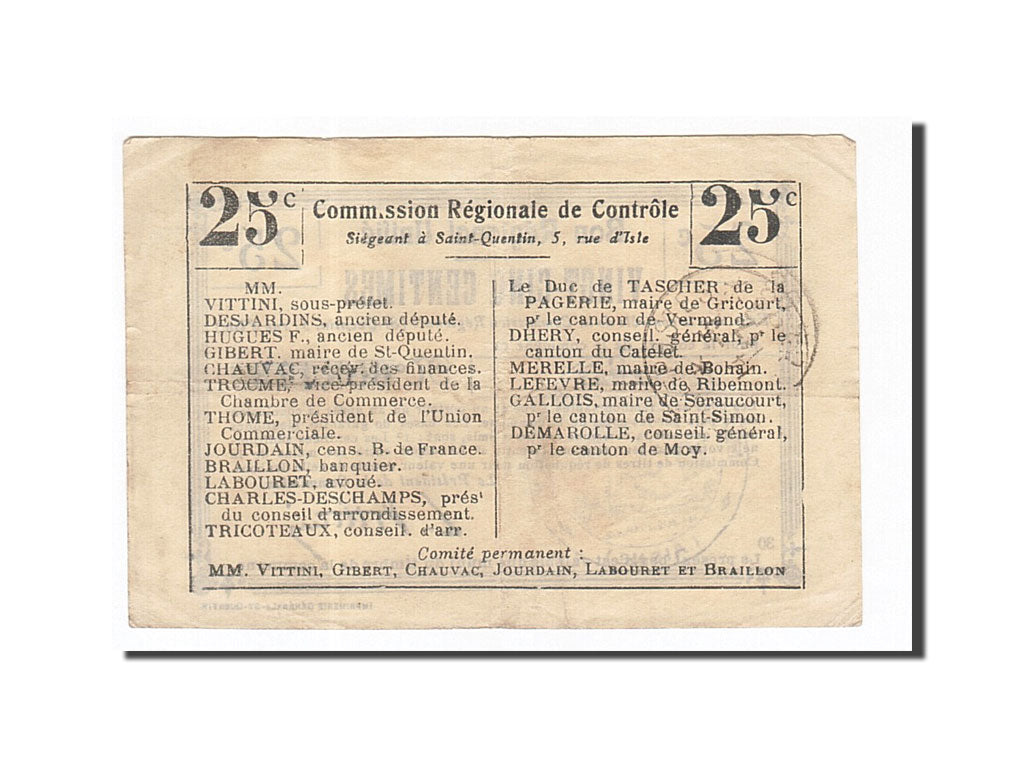 25c
Comm.ssion Régionale de Contrôle
25c
Siégeant à Saint-Quentin, 5, rue d'Isle
MM.
VITTINI, sous-préfet.
DESJARDINS, ancien député.
HUGUES F., ancien député.
GIBERT, maire de St-Quentin.
CHAUVAC, recev. des finances.
TROCMÉ, vice-président de la
Chambre de Commerce.
THOME, président de l'Union
Commerciale.
JOURDAIN, cens. B. de France.
BRAILLON, banquier.
LABOURET, avoué.
CHARLES-DESCHAMPS, prést
du conseil d'arrondissement.
TRICOTEAUX, conseil. d'arr.
Le Duc de TASCHER de la
PAGERIE, maire de Gricourt,
pr le canton de Vermand.
DHERY, conseil. général, pr le
canton du Catelet.
MERELLE, maire de Bohain.
LEFEVRE, maire de Ribemont.
GALLOIS, maire de Seraucourt,
pr le canton de Saint-Simon.
DEMAROLLE, conseil. général,
pr le canton de Moy.
Comité permanent :
MM. VITTINI, GIBERT, CHAUVAC, JOURDAIN, LABOURET ET BRAILLON